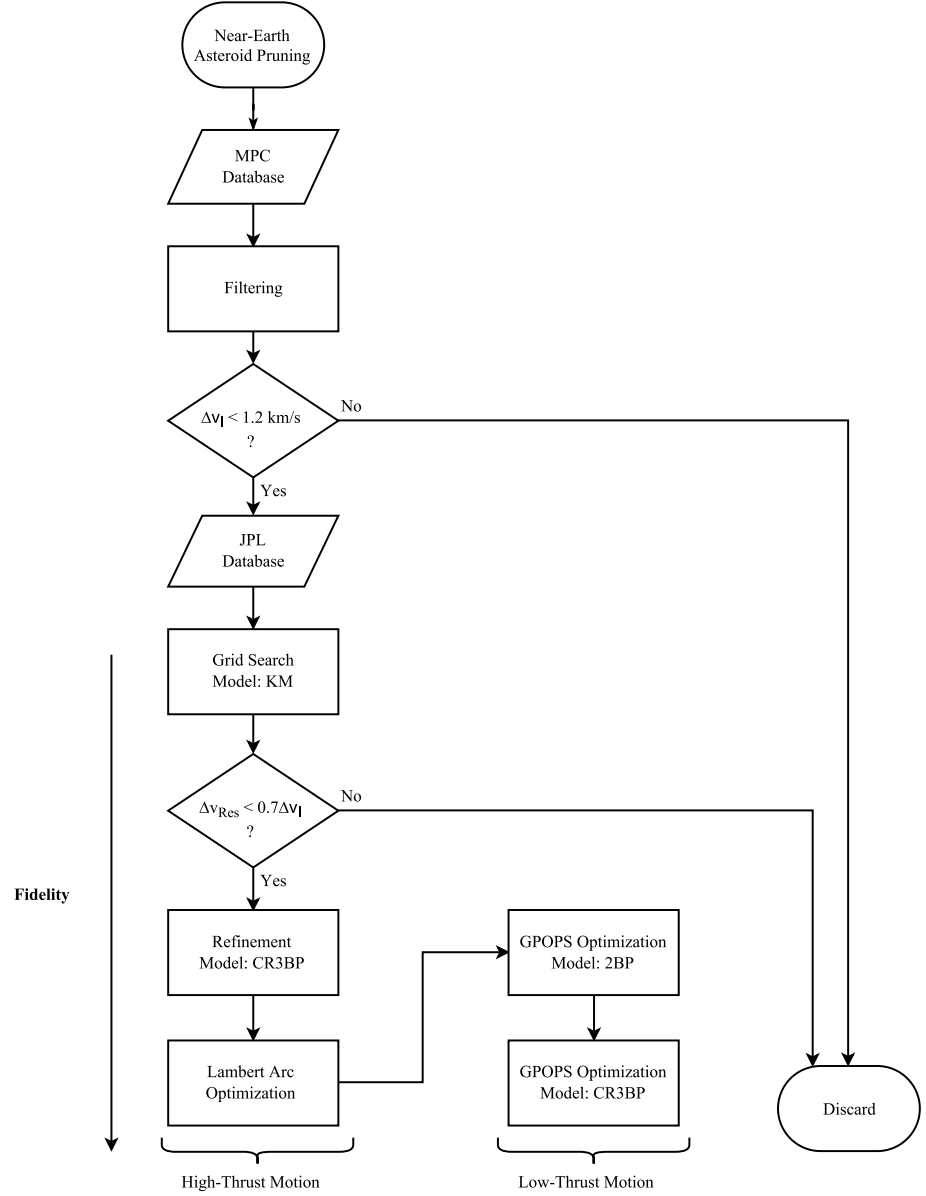 Near-Earth
Asteroid Pruning
MPC
Database
Filtering
Δv_I < 1.2 km/s
?
No
Yes
JPL
Database
Grid Search
Model: KM
Δv_Res < 0.7Δv_I
?
No
Yes
Fidelity
Refinement
Model: CR3BP
GPOPS Optimization
Model: 2BP
Lambert Arc
Optimization
GPOPS Optimization
Model: CR3BP
Discard
High-Thrust Motion
Low-Thrust Motion